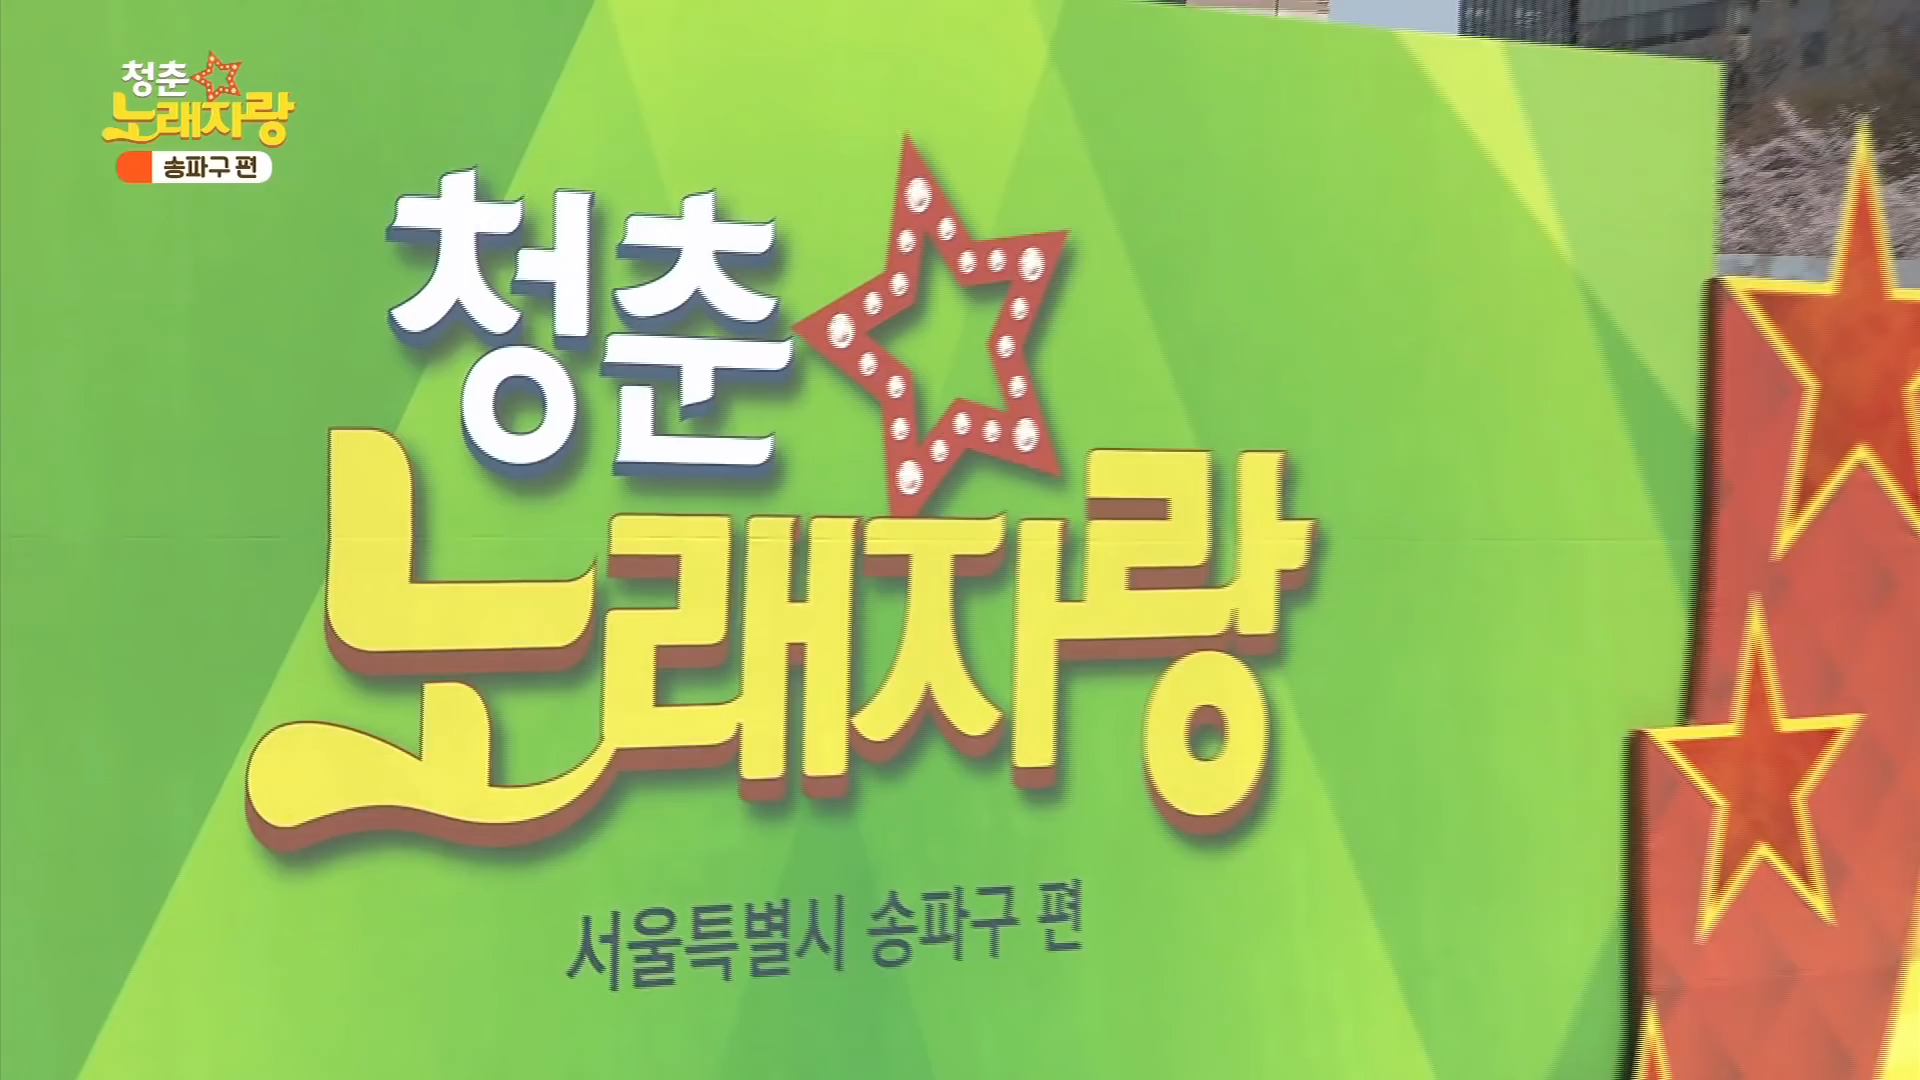 청춘
노래자랑
송파구 편
청춘
노래자랑
서울특별시 송파구 편